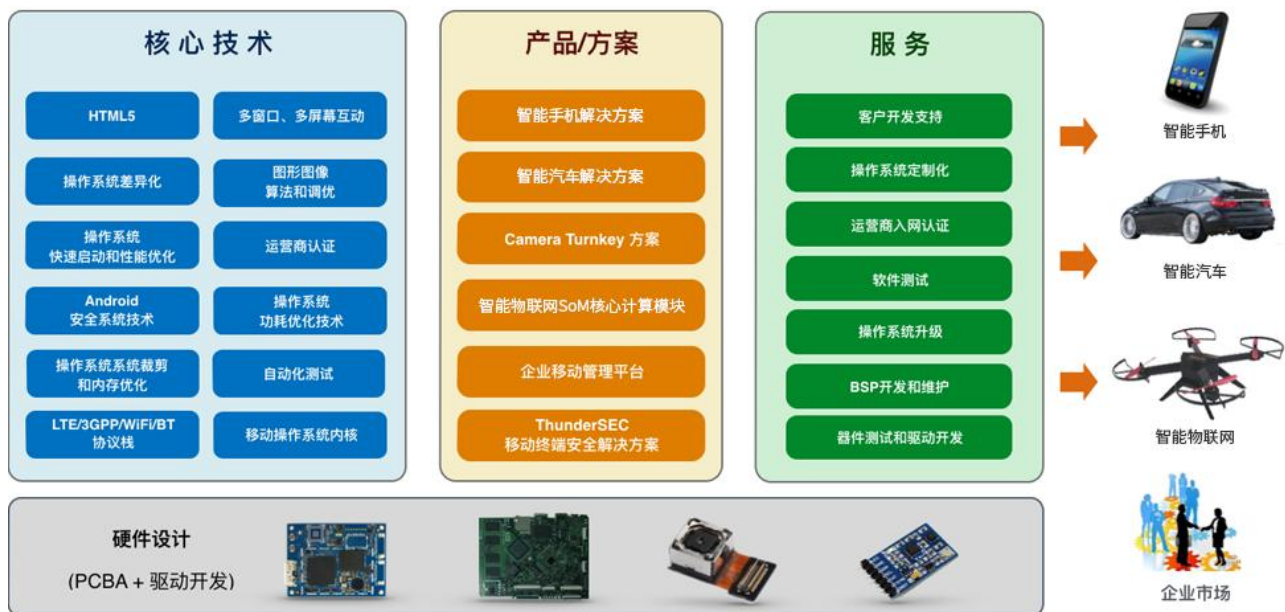 核心技术
HTML5
多窗口、多屏幕互动
操作系统差异化
图形图像
算法和调优
操作系统
快速启动和性能优化
运营商认证
Android
安全系统技术
操作系统
功耗优化技术
操作系统系统裁剪
和内存优化
自动化测试
LTE/3GPP/WiFi/BT
协议栈
移动操作系统内核
产品/方案
智能手机解决方案
智能汽车解决方案
Camera Turnkey 方案
智能物联网SoM核心计算模块
企业移动管理平台
ThunderSEC
移动终端安全解决方案
服务
客户开发支持
操作系统定制化
运营商入网认证
软件测试
操作系统升级
BSP开发和维护
器件测试和驱动开发
智能手机
智能汽车
智能物联网
企业市场
硬件设计
(PCBA + 驱动开发)